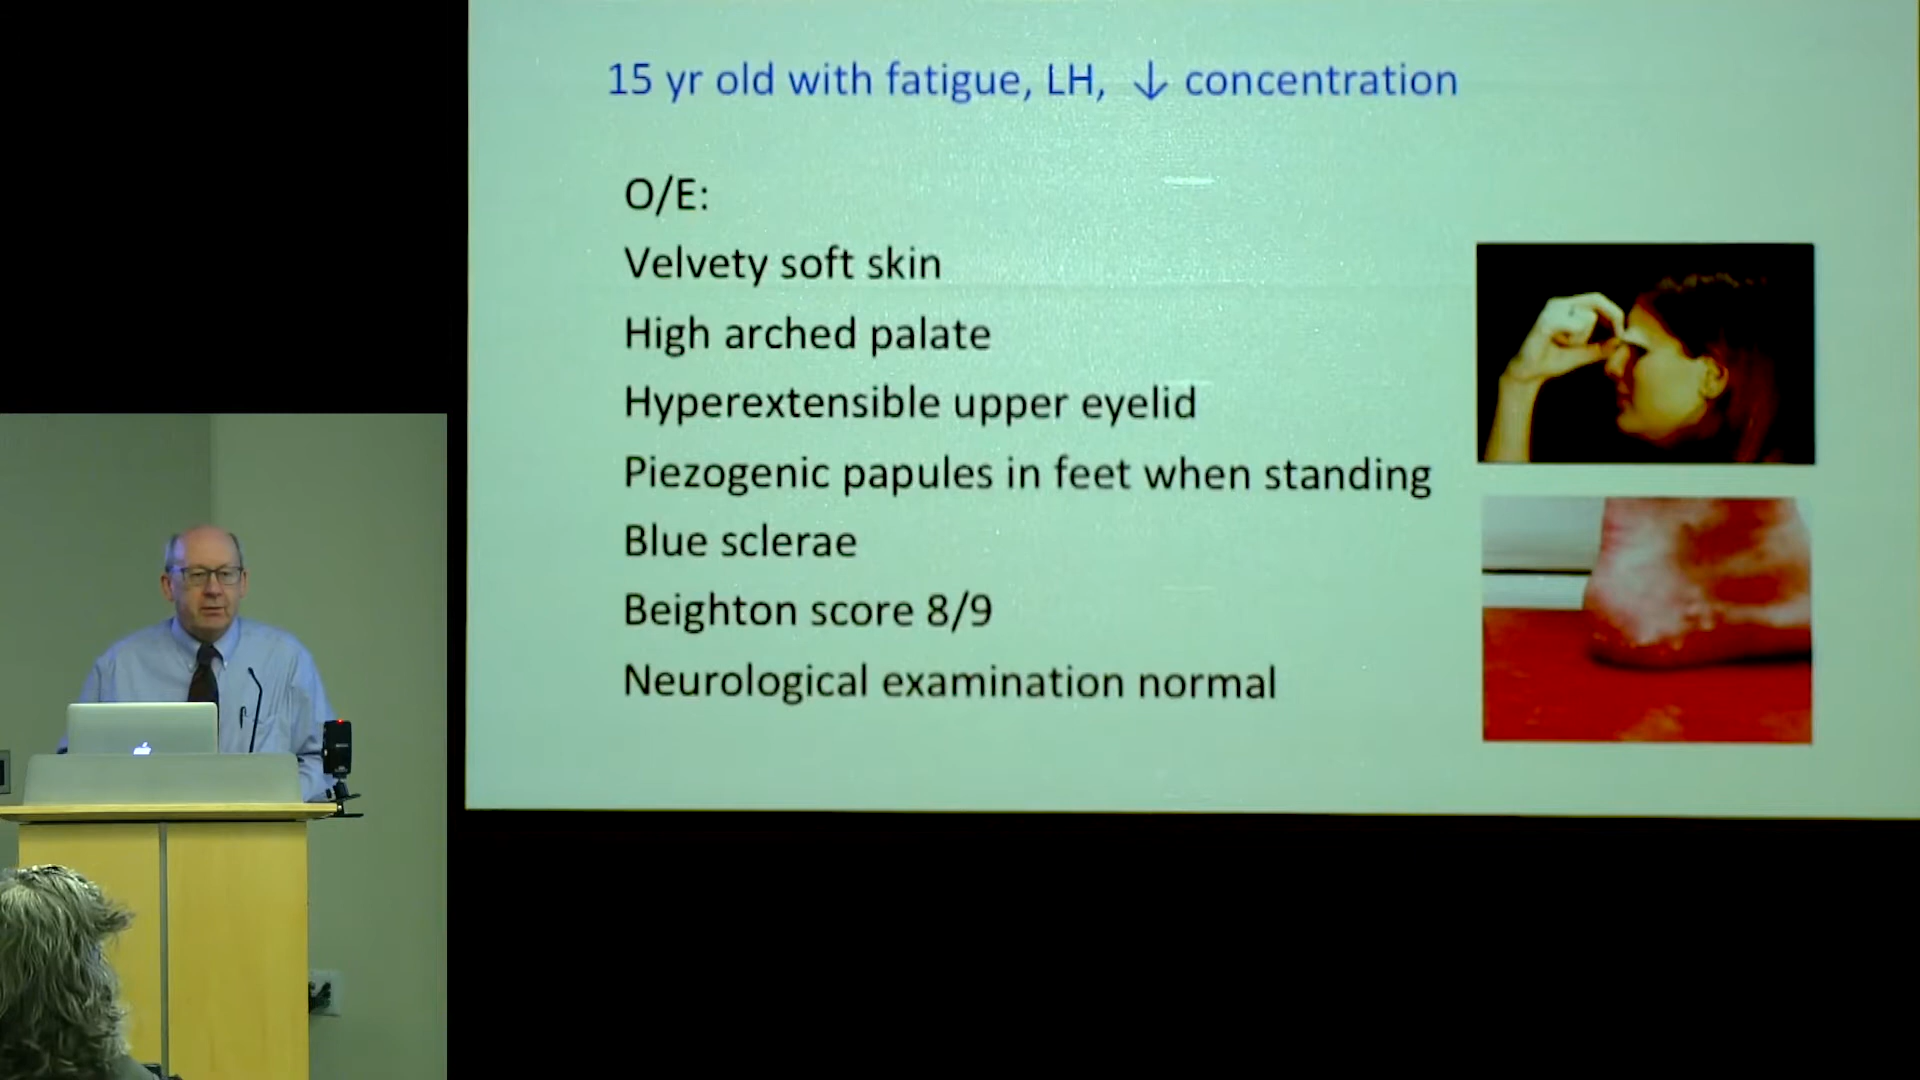 15 yr old with fatigue, LH, ↓ concentration
O/E:
Velvety soft skin
High arched palate
Hyperextensible upper eyelid
Piezogenic papules in feet when standing
Blue sclerae
Beighton score 8/9
Neurological examination normal